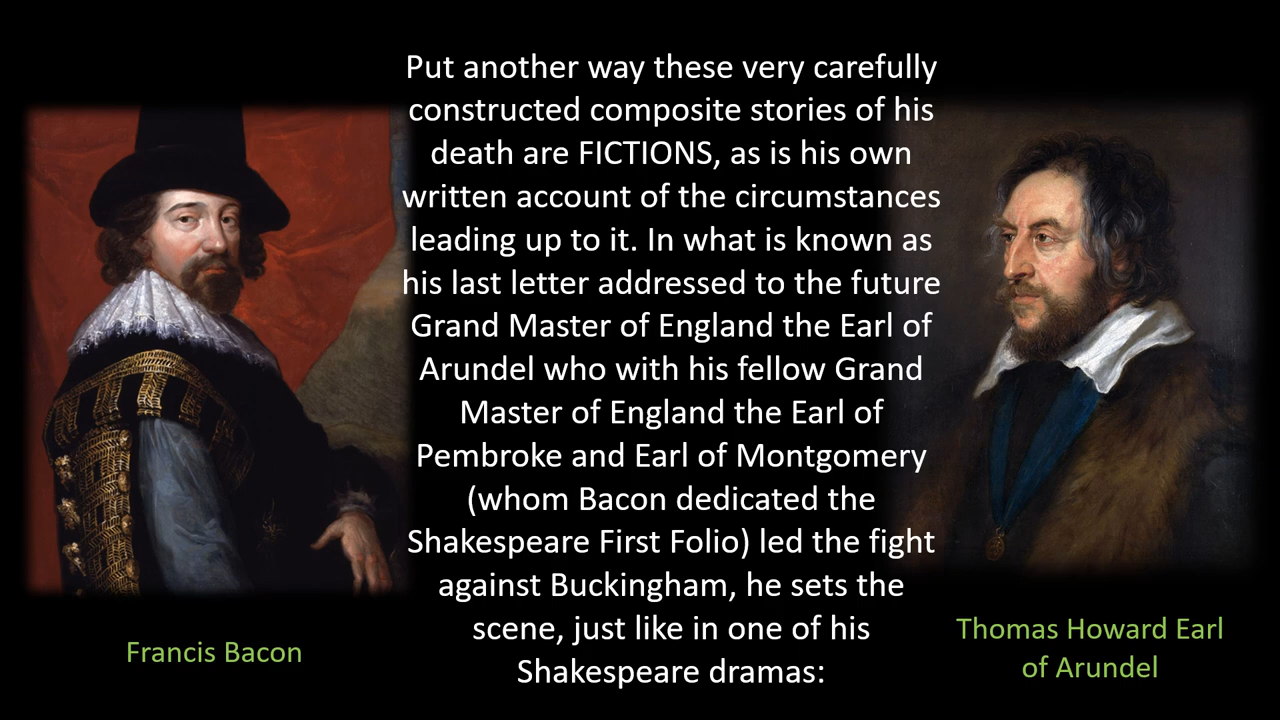 Put another way these very carefully
constructed composite stories of his
death are FICTIONS, as is his own
written account of the circumstances
leading up to it. In what is known as
his last letter addressed to the future
Grand Master of England the Earl of
Arundel who with his fellow Grand
Master of England the Earl of
Pembroke and Earl of Montgomery
(whom Bacon dedicated the
Shakespeare First Folio) led the fight
against Buckingham, he sets the
scene, just like in one of his
Shakespeare dramas:
Francis Bacon
Thomas Howard Earl
of Arundel